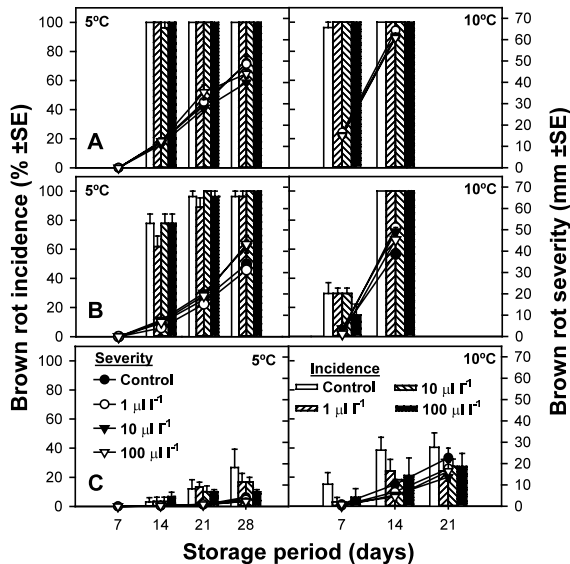 5ºC
10ºC
100
80
60
40
20
0
A
70
60
50
40
30
20
10
0
5ºC
10ºC
100
80
60
40
20
0
B
70
60
50
40
30
20
10
0
5ºC
10ºC
100
80
60
40
20
0
C
70
60
50
40
30
20
10
0
Severity
Control
1 µl l⁻¹
10 µl l⁻¹
100 µl l⁻¹
Incidence
Control
1 µl l⁻¹
10 µl l⁻¹
100 µl l⁻¹
7 14 21 28
7 14 21
Storage period (days)
Brown rot incidence (% ±SE)
Brown rot severity (mm ±SE)